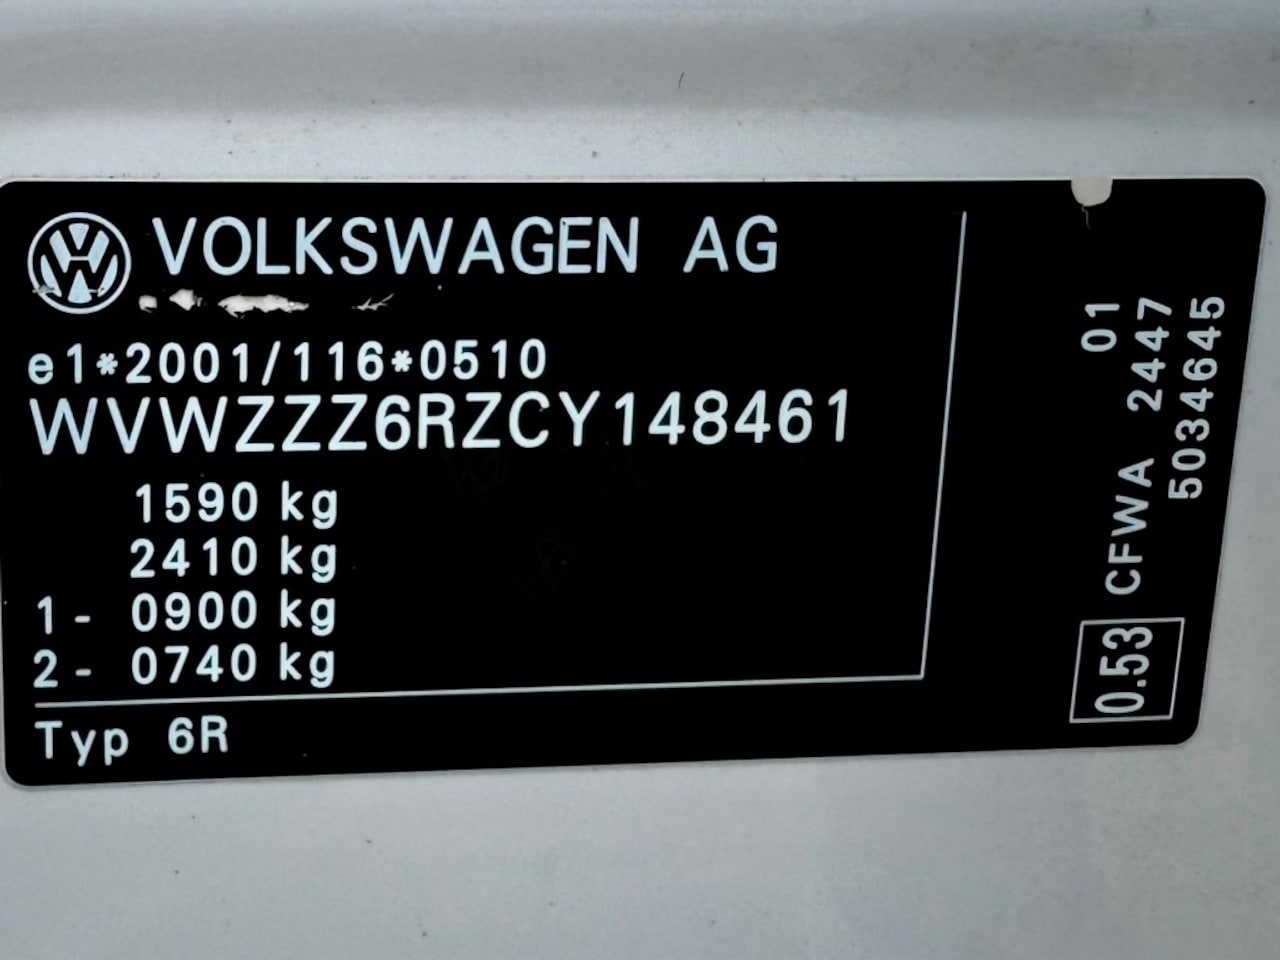 VOLKSWAGEN AG
e1*2001/116*0510
WVWZZZ6RZCY148461
1590 kg
2410 kg
1- 0900 kg
2- 0740 kg
Typ 6R
01
0.53 CFWA 2447
5034645